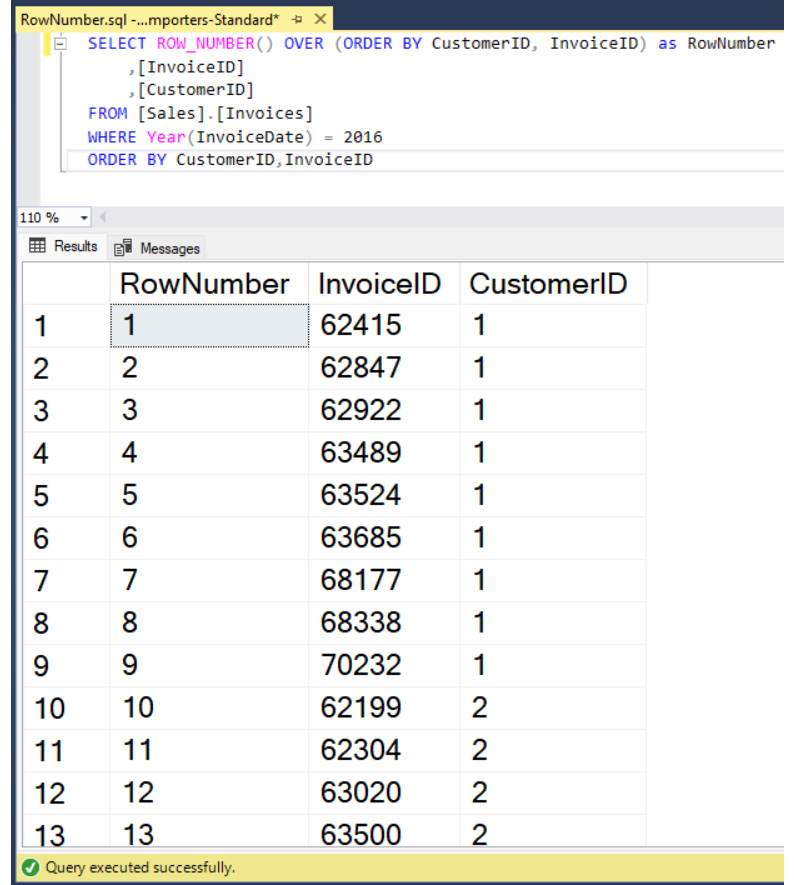 RowNumber.sql -...mporters-Standard*
SELECT ROW_NUMBER() OVER (ORDER BY CustomerID, InvoiceID) as RowNumber
,[InvoiceID]
,[CustomerID]
FROM [Sales].[Invoices]
WHERE Year(InvoiceDate) = 2016
ORDER BY CustomerID,InvoiceID
110 %
Results Messages
RowNumber InvoiceID CustomerID
1 1 62415 1
2 2 62847 1
3 3 62922 1
4 4 63489 1
5 5 63524 1
6 6 63685 1
7 7 68177 1
8 8 68338 1
9 9 70232 1
10 10 62199 2
11 11 62304 2
12 12 63020 2
13 13 63500 2
Query executed successfully.